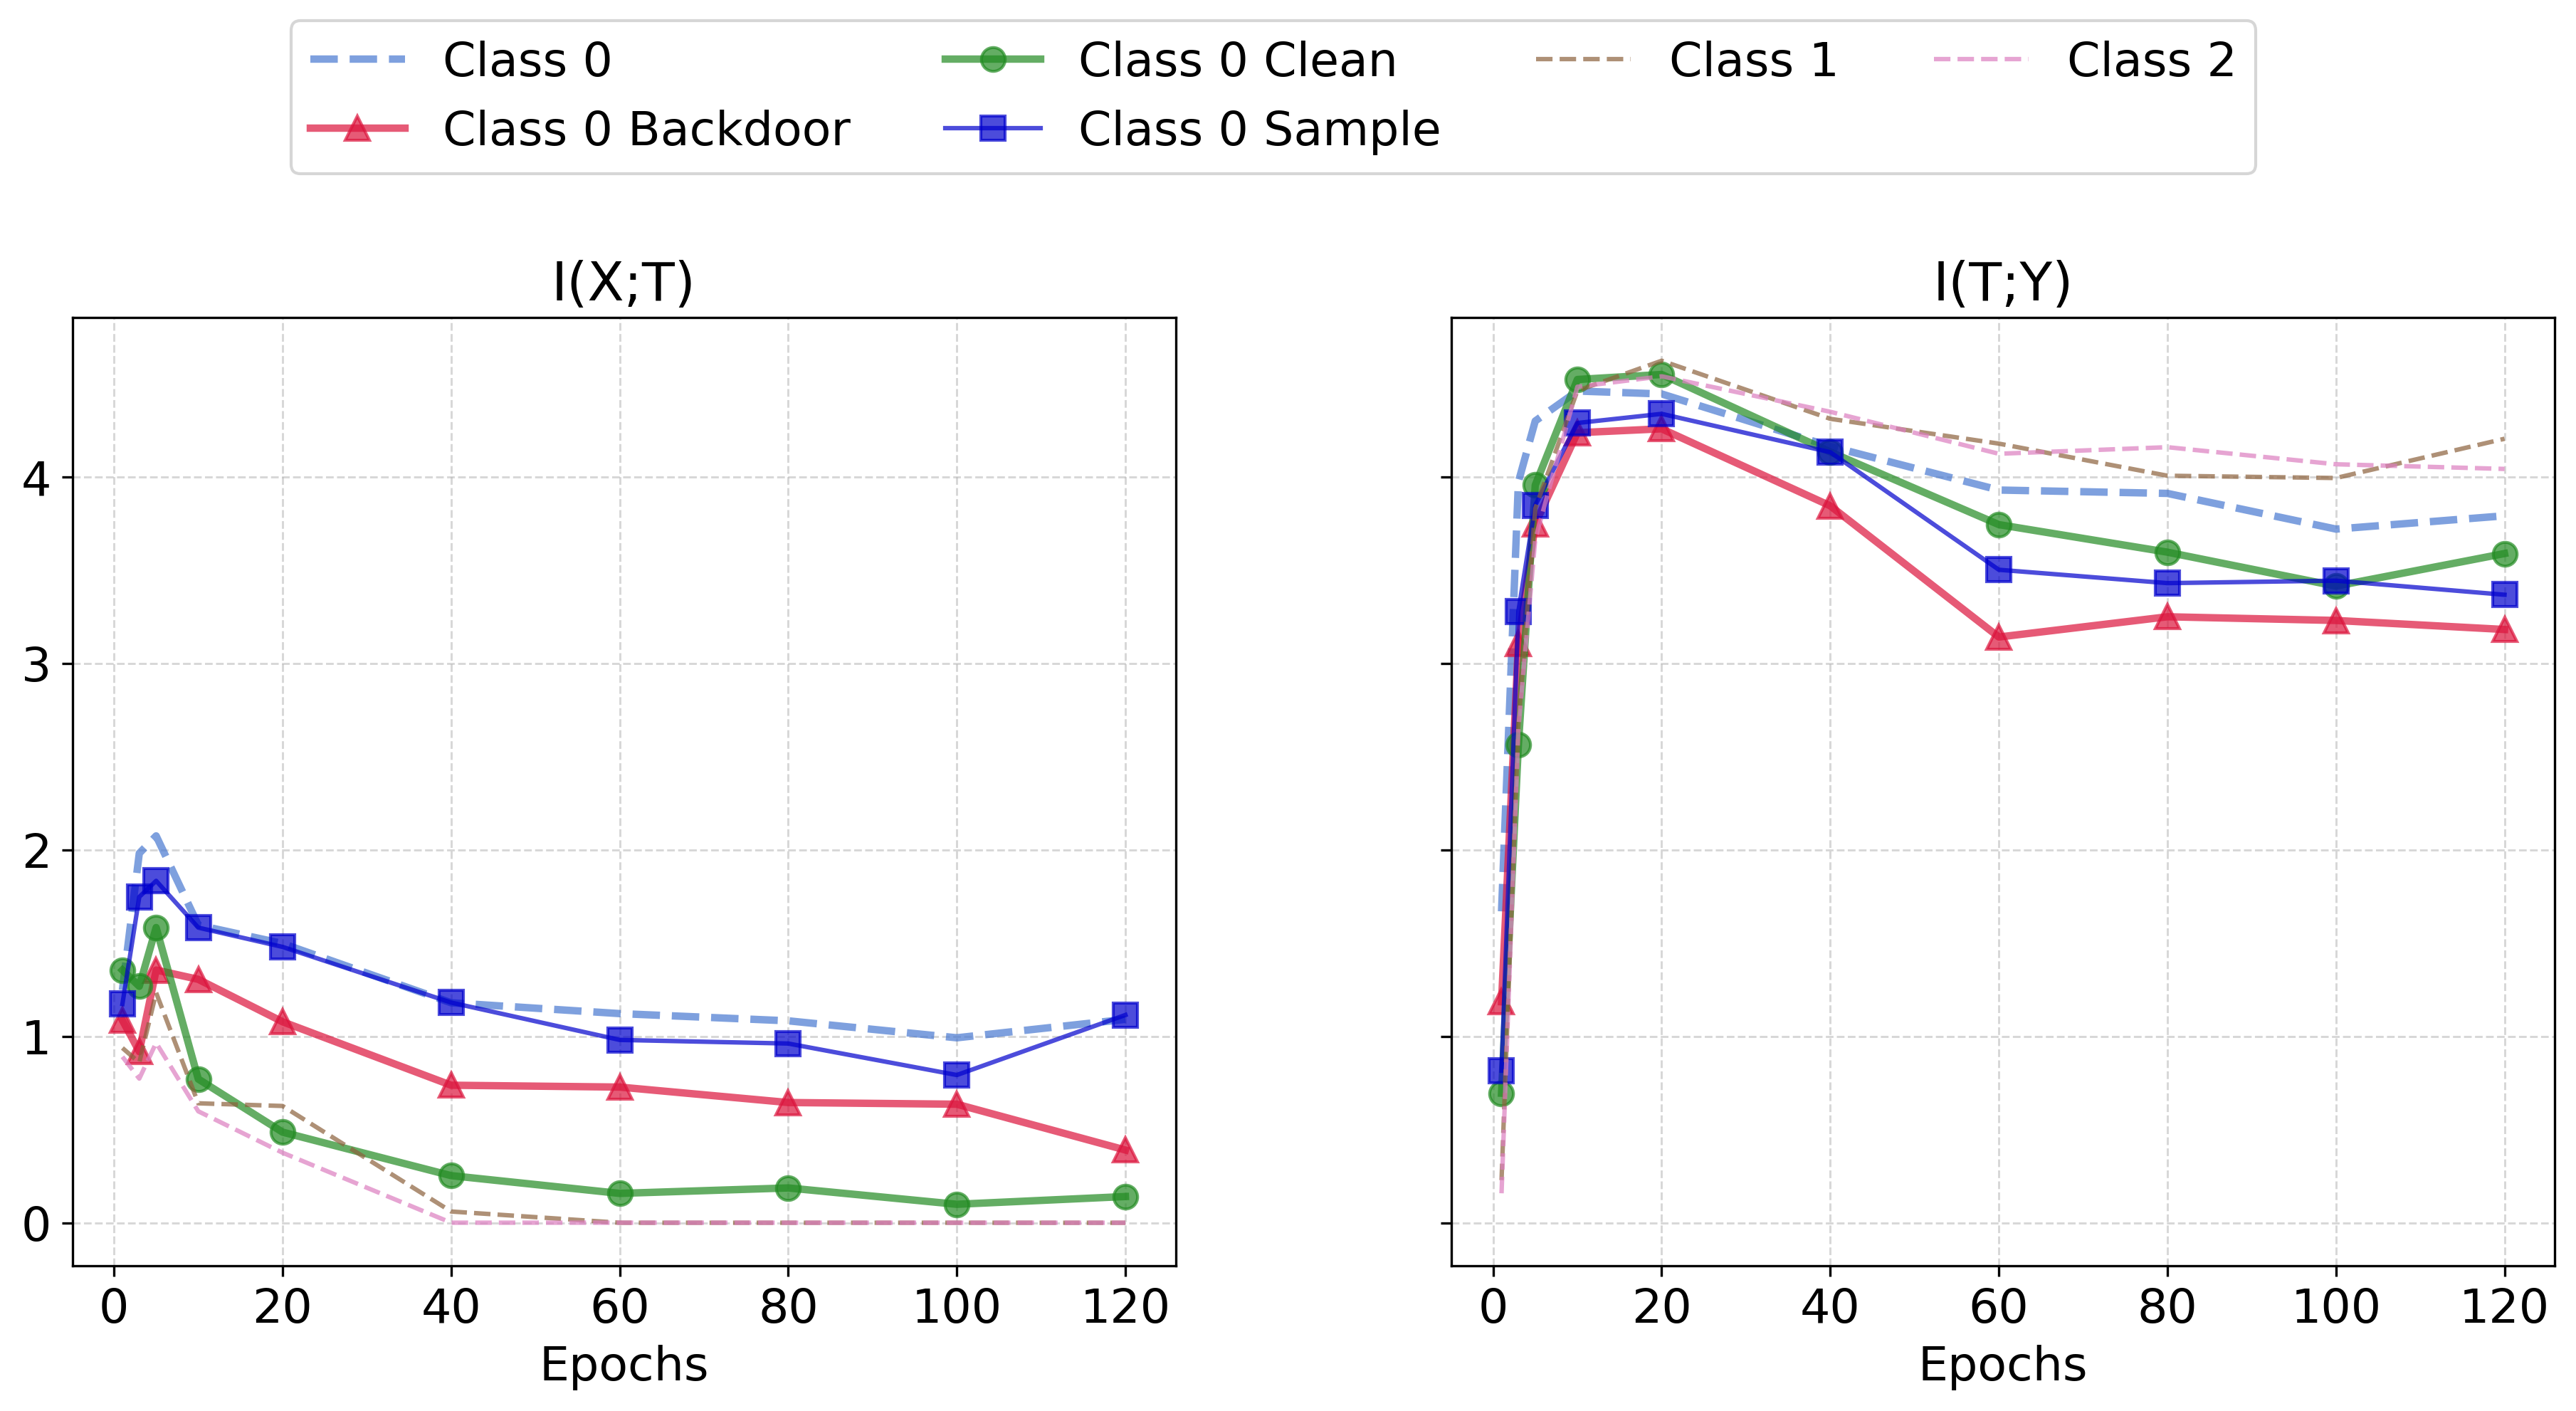 Class 0
Class 0 Backdoor
Class 0 Clean
Class 0 Sample
Class 1
Class 2
I(X;T)
4
3
2
1
0
0 20 40 60 80 100 120
Epochs
I(T;Y)
0 20 40 60 80 100 120
Epochs